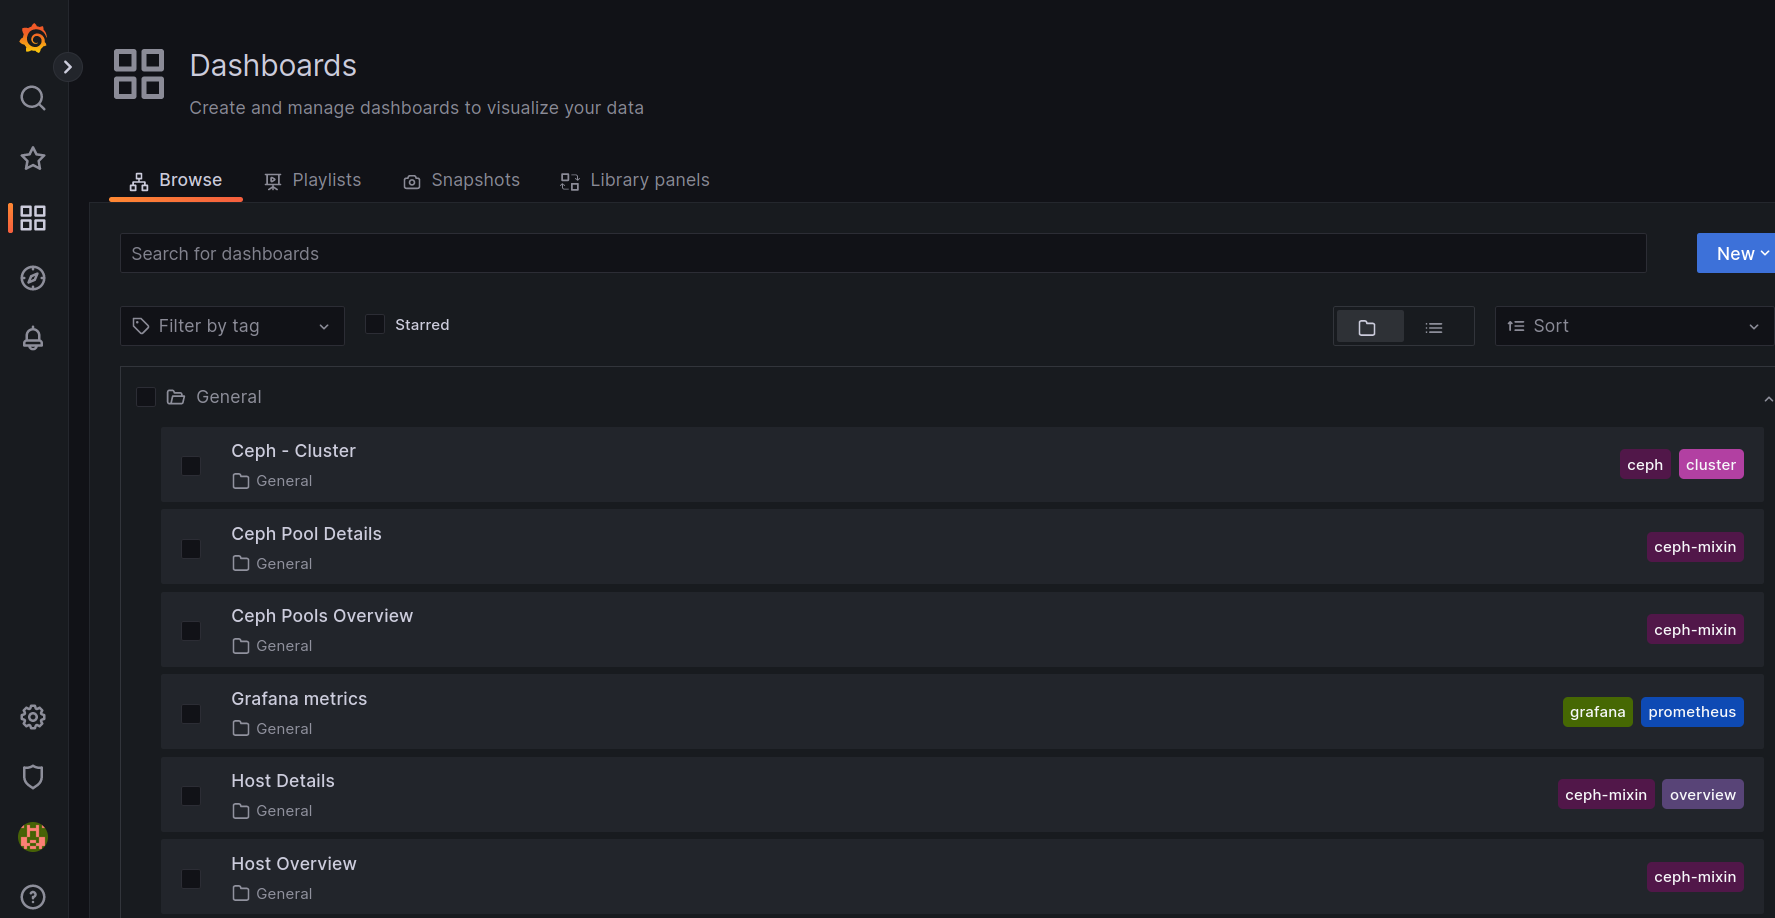 Dashboards
Create and manage dashboards to visualize your data
Browse Playlists Snapshots Library panels
Search for dashboards New
Filter by tag Starred Sort
General
Ceph - Cluster ceph cluster
General
Ceph Pool Details ceph-mixin
General
Ceph Pools Overview ceph-mixin
General
Grafana metrics grafana prometheus
General
Host Details ceph-mixin overview
General
Host Overview ceph-mixin
General